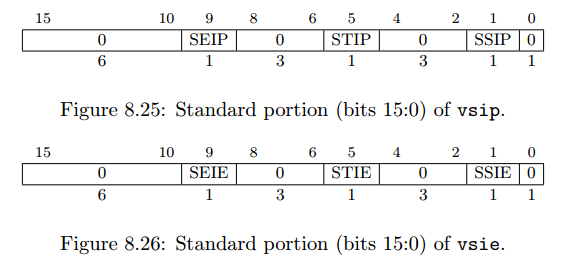 15 10 9 8 6 5 4 2 1 0
0 SEIP 0 STIP 0 SSIP 0
6 1 3 1 3 1 1
Figure 8.25: Standard portion (bits 15:0) of vsip.
15 10 9 8 6 5 4 2 1 0
0 SEIE 0 STIE 0 SSIE 0
6 1 3 1 3 1 1
Figure 8.26: Standard portion (bits 15:0) of vsie.